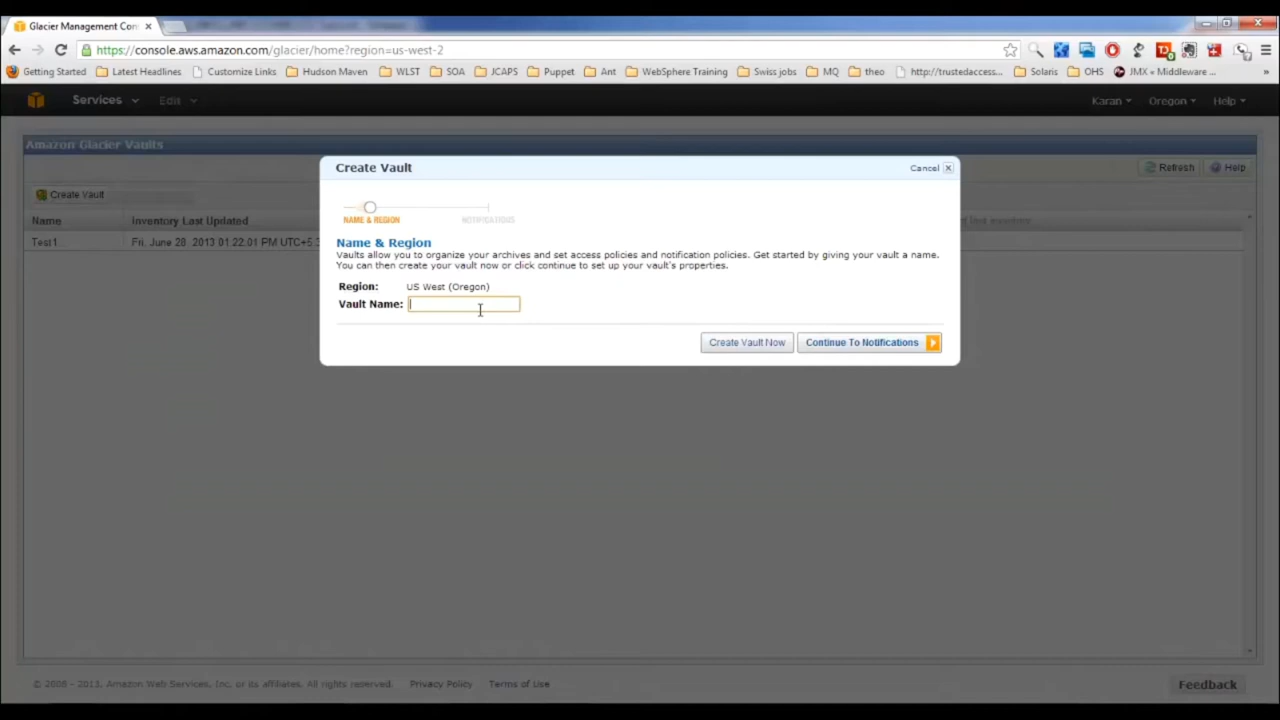 Glacier Management Con
https://console.aws.amazon.com/glacier/home?region=us-west-2
Getting Started Latest Headlines Customize Links Hudson Maven WLST SOA JCAPS Puppet Ant WebSphere Training Swiss jobs MQ theo http://trustedaccess... Solaris OHS JMX « Middleware ... »
Services Edit Karan Oregon Help
Amazon Glacier Vaults
Create Vault Cancel
Refresh Help
Create Vault
NAME & REGION NOTIFICATIONS
Name Inventory Last Updated last inventory
Test1 Fri, June 28, 2013 01:22:01 PM UTC+5:3
Name & Region
Vaults allow you to organize your archives and set access policies and notification policies. Get started by giving your vault a name.
You can then create your vault now or click continue to set up your vault's properties.
Region: US West (Oregon)
Vault Name:
Create Vault Now Continue To Notifications
© 2008 - 2013, Amazon Web Services, Inc. or its affiliates. All rights reserved. Privacy Policy Terms of Use Feedback